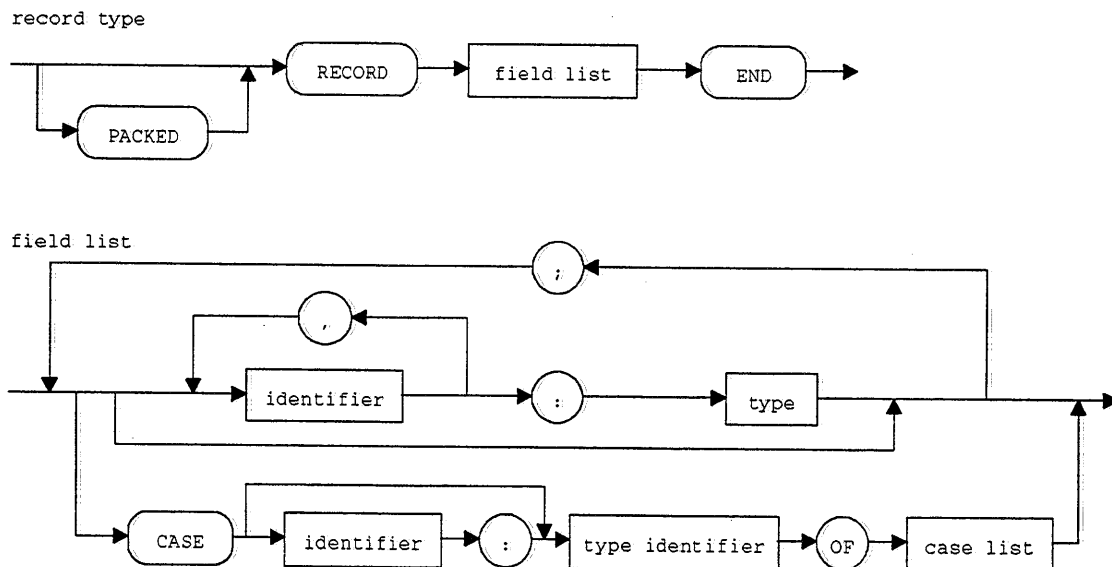 record type
RECORD
field list
END
PACKED
field list
;
,
identifier
:
type
CASE
identifier
:
type identifier
OF
case list